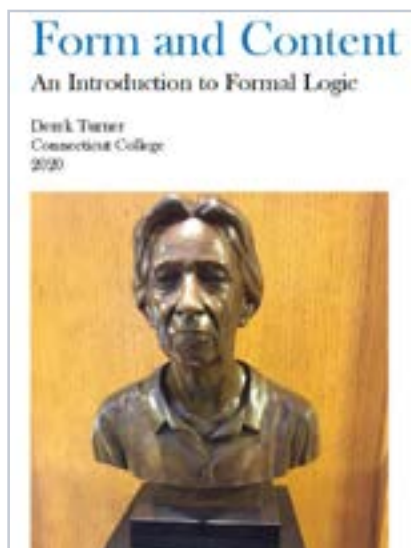 Form and Content
An Introduction to Formal Logic
Derek Turner
Connecticut College
2020